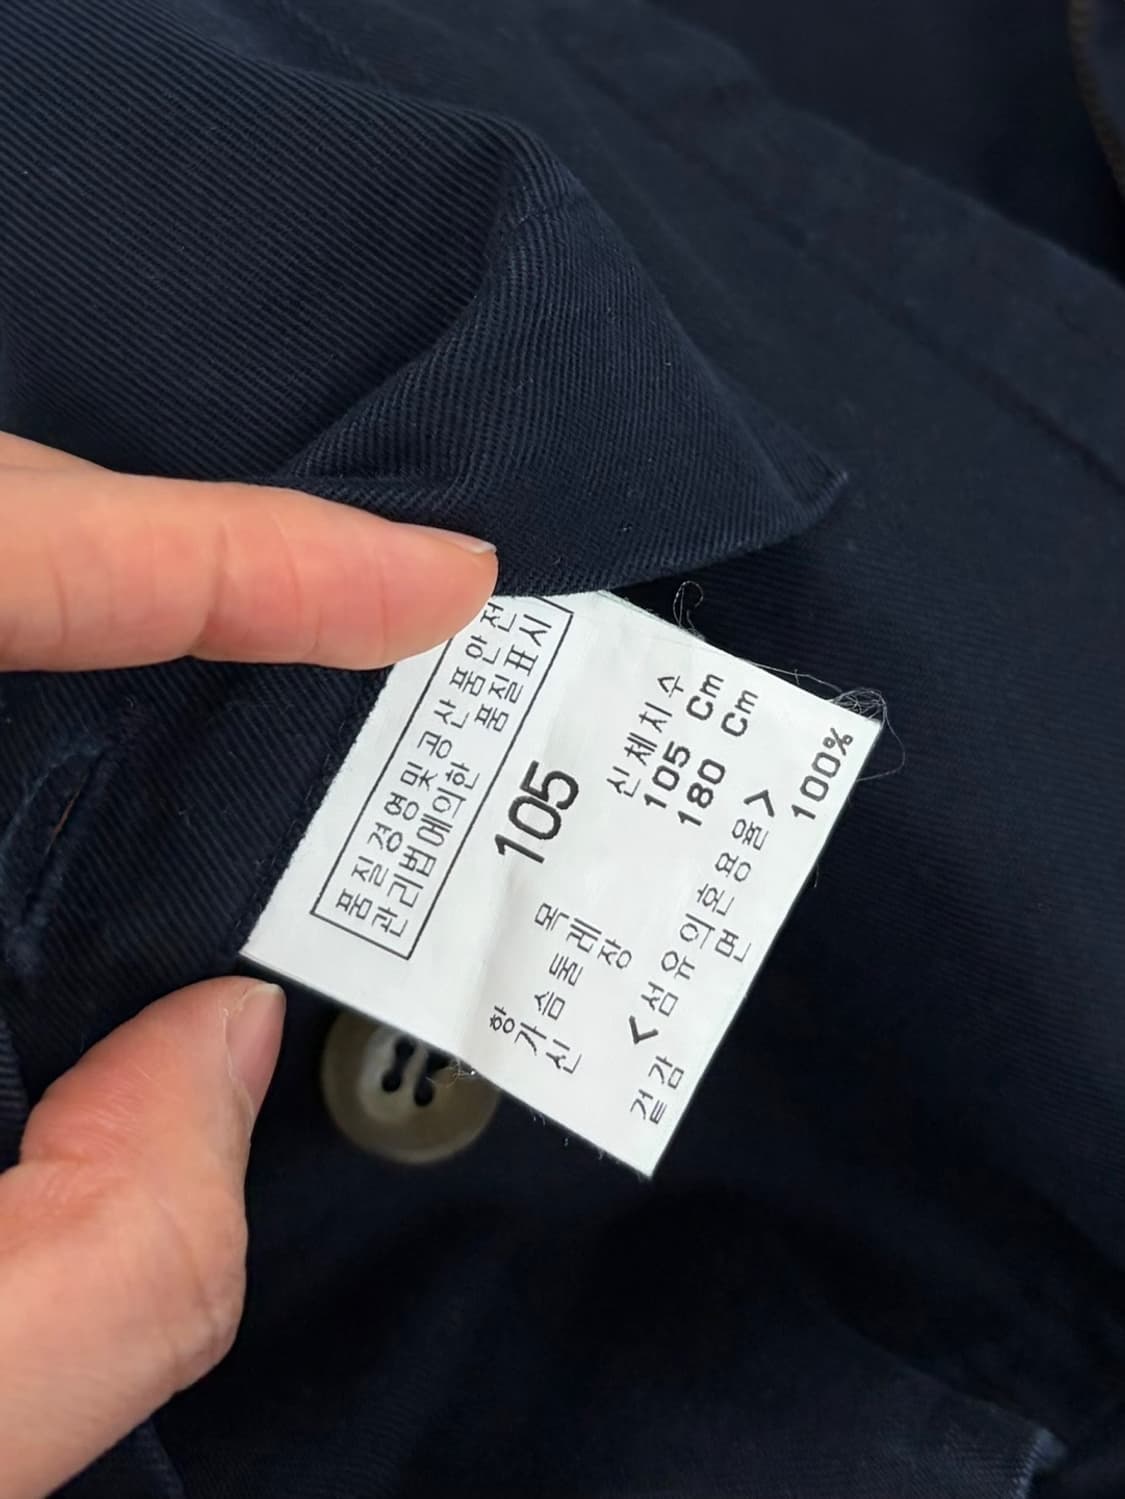 품질경영및공산품안전
관리법에의한 품질표시
105
항목 신체치수
가슴둘레 105 Cm
신장 180 Cm
<섬유의혼용율>
겉감 면 100%